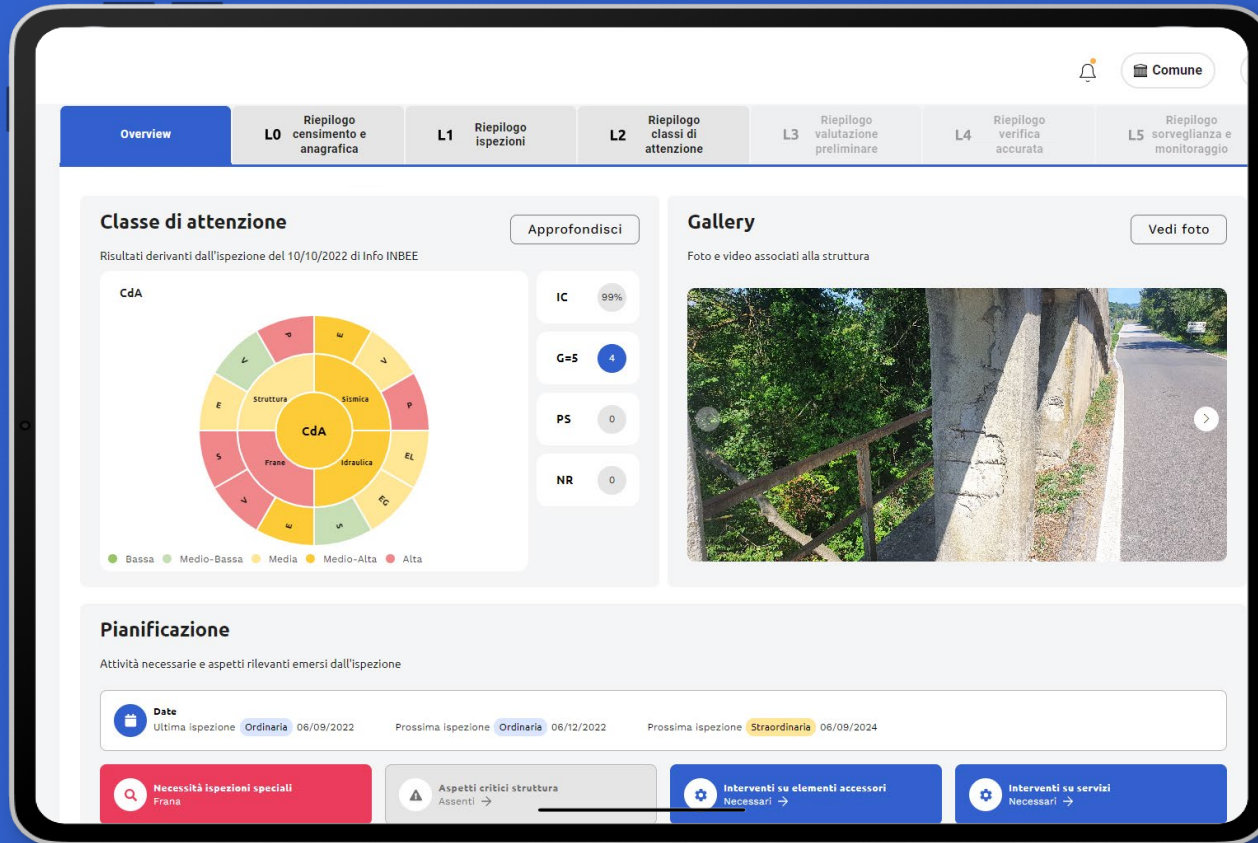 Comune
Overview
L0 Riepilogo censimento e anagrafica
L1 Riepilogo ispezioni
L2 Riepilogo classi di attenzione
L3 Riepilogo valutazione preliminare
L4 Riepilogo verifica accurata
L5 Riepilogo sorveglianza e monitoraggio
Classe di attenzione
Approfondisci
Risultati derivanti dall'ispezione del 10/10/2022 di Info INBEE
CdA
P E
V V
Struttura Sismica
E P
CdA
S EL
Frane Idraulica
V EG
E S
Bassa Medio-Bassa Media Medio-Alta Alta
IC 99%
G=5 4
PS 0
NR 0
Gallery
Vedi foto
Foto e video associati alla struttura
Pianificazione
Attività necessarie e aspetti rilevanti emersi dall'ispezione
Date
Ultima ispezione Ordinaria 06/09/2022 Prossima ispezione Ordinaria 06/12/2022 Prossima ispezione Straordinaria 06/09/2024
Necessità ispezioni speciali
Frana
Aspetti critici struttura
Assenti →
Interventi su elementi accessori
Necessari →
Interventi su servizi
Necessari →